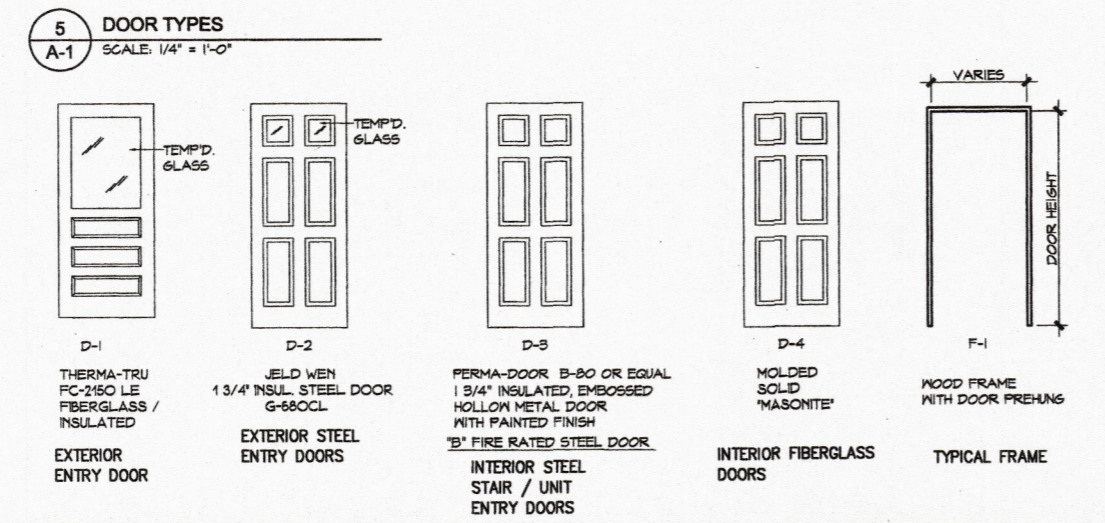 5
A-1
DOOR TYPES
SCALE: 1/4" = 1'-0"
TEMP'D.
GLASS
TEMP'D.
GLASS
VARIES
DOOR HEIGHT
D-1
THERMA-TRU
FC-2150 LE
FIBERGLASS /
INSULATED
EXTERIOR
ENTRY DOOR
D-2
JELD WEN
1 3/4" INSUL. STEEL DOOR
G-680CL
EXTERIOR STEEL
ENTRY DOORS
D-3
PERMA-DOOR B-80 OR EQUAL
1 3/4" INSULATED, EMBOSSED
HOLLOW METAL DOOR
WITH PAINTED FINISH
"B" FIRE RATED STEEL DOOR
INTERIOR STEEL
STAIR / UNIT
ENTRY DOORS
D-4
MOLDED
SOLID
"MASONITE"
INTERIOR FIBERGLASS
DOORS
F-1
WOOD FRAME
WITH DOOR PREHUNG
TYPICAL FRAME